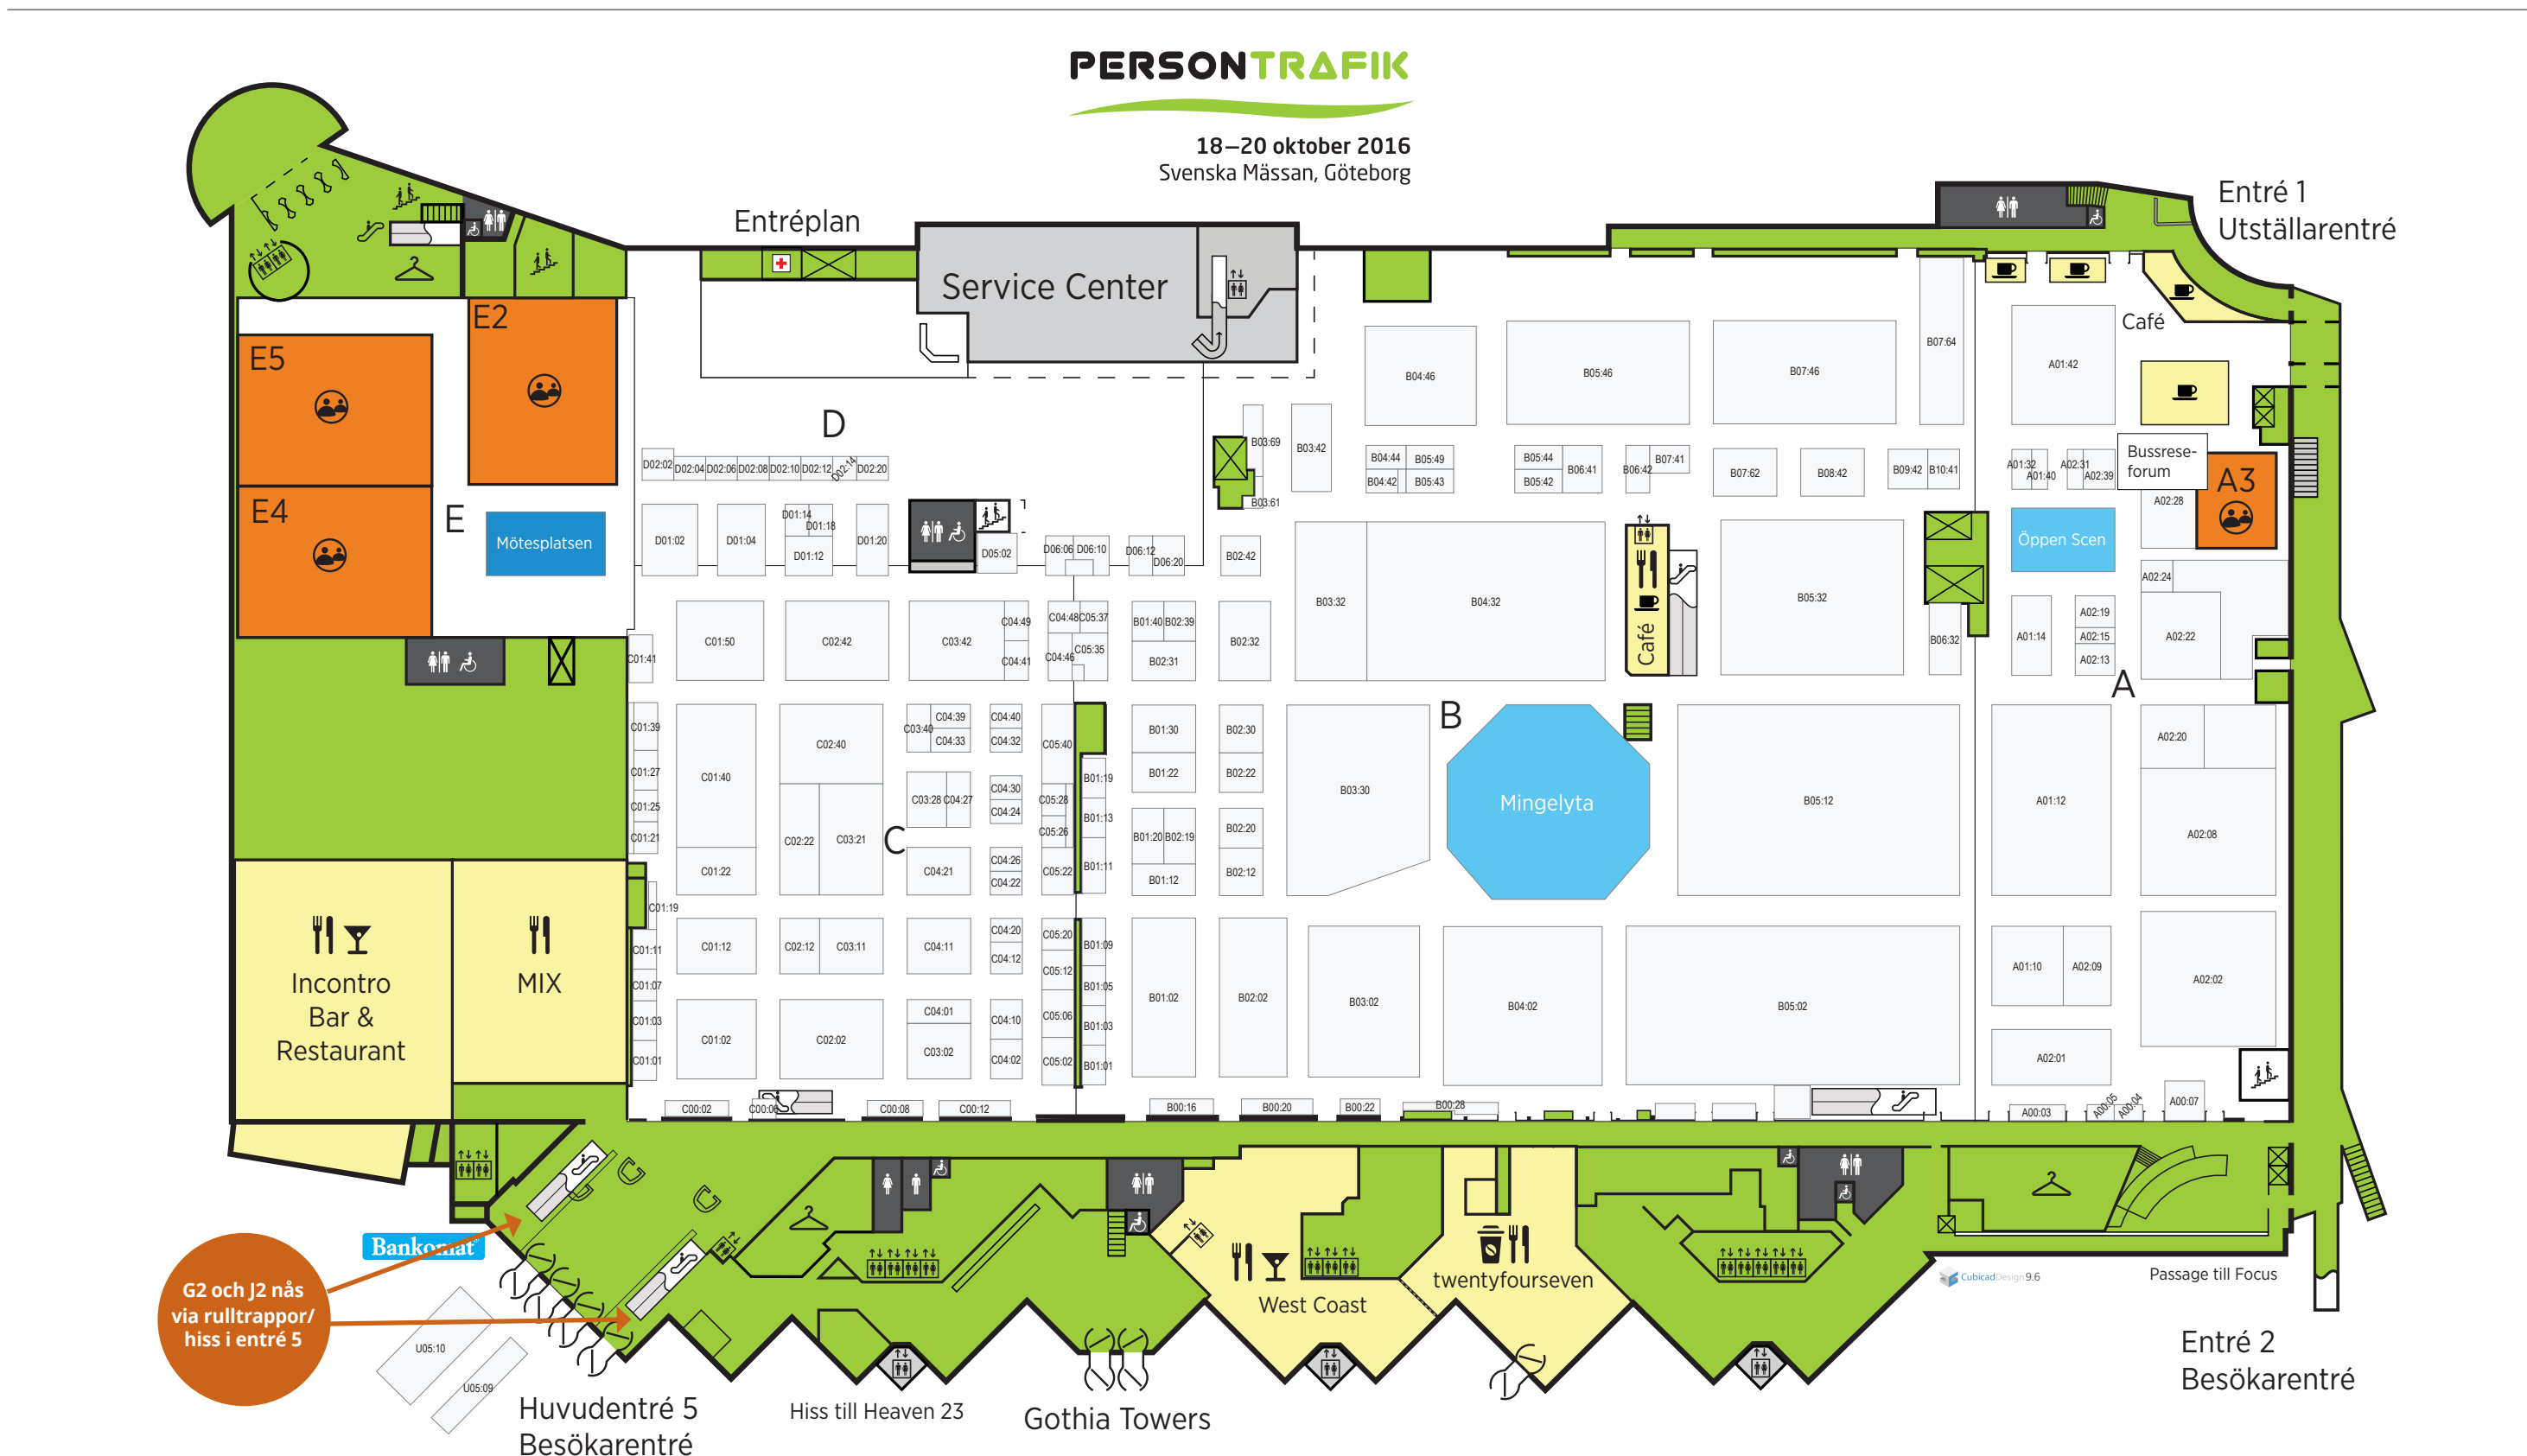 PERSONTRAFIK
18–20 oktober 2016
Svenska Mässan, Göteborg
Entré 1
Utställarentré
Entréplan
Service Center
E2
E5
E4
E
Mötesplatsen
D
Café
Bussrese-
forum
A3
Öppen Scen
A
B
C
Café
Mingelyta
Incontro
Bar &
Restaurant
MIX
B04:46
B05:46
B07:46
B07:64
A01:42
B03:69
B03:42
B03:61
B04:44
B05:49
B04:42
B05:43
B05:44
B05:42
B06:41
B06:42
B07:41
B07:62
B08:42
B09:42
B10:41
A01:32
A01:40
A02:31
A02:39
A02:28
D02:02
D02:04
D02:06
D02:08
D02:10
D02:12
D02:14
D02:20
D01:02
D01:04
D01:14
D01:18
D01:12
D01:20
D05:02
D06:06
D06:10
D06:12
D06:20
B02:42
A02:24
C01:41
C01:50
C02:42
C03:42
C04:49
C04:41
C04:48
C05:37
C04:46
C05:35
B01:40
B02:39
B02:31
B02:32
B03:32
B04:32
B05:32
B06:32
A01:14
A02:19
A02:15
A02:13
A02:22
C01:39
C01:27
C01:25
C01:21
C01:40
C01:22
C02:40
C02:22
C03:21
C03:40
C04:39
C04:33
C04:40
C04:32
C03:28
C04:27
C04:30
C04:24
C04:21
C04:26
C04:22
C05:40
C05:28
C05:26
C05:22
B01:19
B01:13
B01:11
B01:30
B01:22
B02:30
B02:22
B01:20
B02:19
B01:12
B02:20
B02:12
B03:30
B05:12
A01:12
A02:20
A02:08
C01:19
C01:11
C01:07
C01:03
C01:01
C01:12
C02:12
C03:11
C04:11
C04:20
C04:12
C05:20
C05:12
C05:06
C05:02
B01:09
B01:05
B01:03
B01:01
C01:02
C02:02
C04:01
C03:02
C04:10
C04:02
B01:02
B02:02
B03:02
B04:02
B05:02
A01:10
A02:09
A02:02
A02:01
C00:02
C00:08
C00:12
B00:16
B00:20
B00:22
B00:28
A00:03
A00:05
A00:04
A00:07
Bankomat
G2 och J2 nås
via rulltrappor/
hiss i entré 5
U05:10
U05:09
Huvudentré 5
Besökarentré
Hiss till Heaven 23
Gothia Towers
West Coast
twentyfourseven
CubicadDesign 9.6
Passage till Focus
Entré 2
Besökarentré